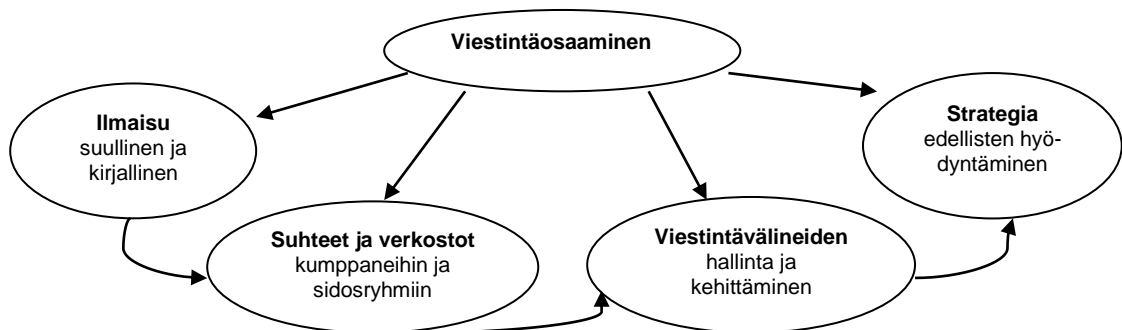 Viestintäosaaminen
Ilmaisu
suullinen ja
kirjallinen
Suhteet ja verkostot
kumppaneihin ja
sidosryhmiin
Viestintävälineiden
hallinta ja
kehittäminen
Strategia
edellisten hyö-
dyntäminen